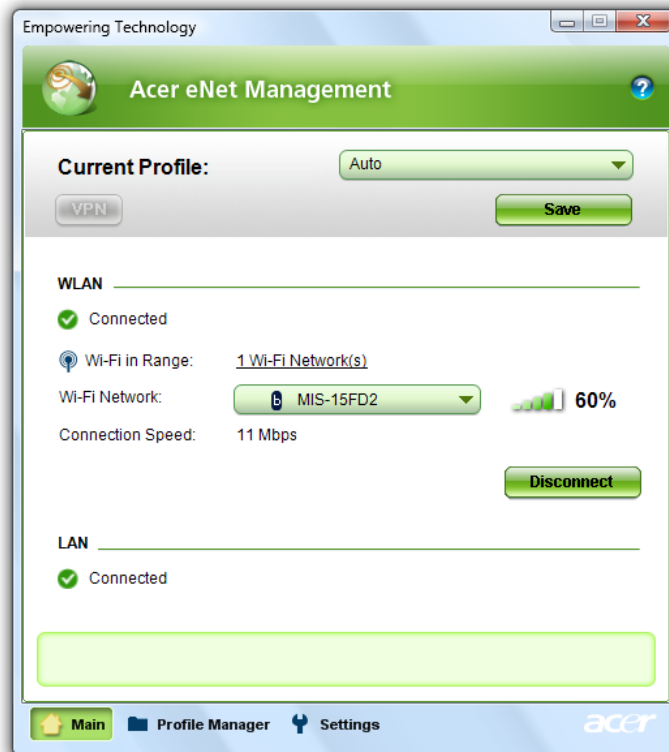 Empowering Technology
Acer eNet Management
?
Current Profile: Auto
VPN Save
WLAN
Connected
Wi-Fi in Range: 1 Wi-Fi Network(s)
Wi-Fi Network: b MIS-15FD2 60%
Connection Speed: 11 Mbps
Disconnect
LAN
Connected
Main Profile Manager Settings acer